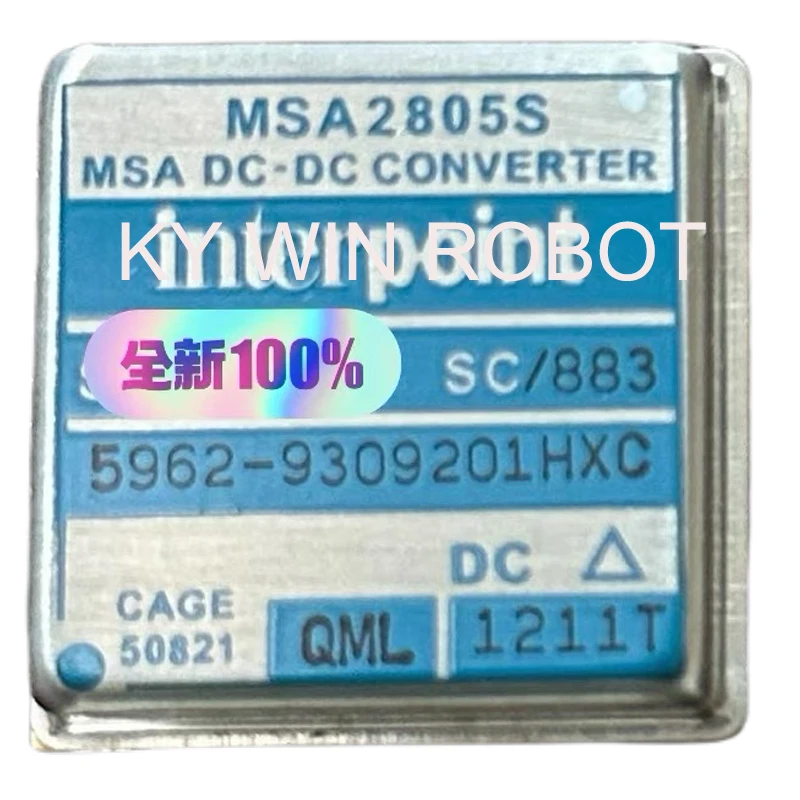 MSA2805S
MSA DC-DC CONVERTER
interpoint
KY WIN ROBOT
全新100%
SC/883
5962-9309201HXC
DC △
CAGE
50821
QML
1211T